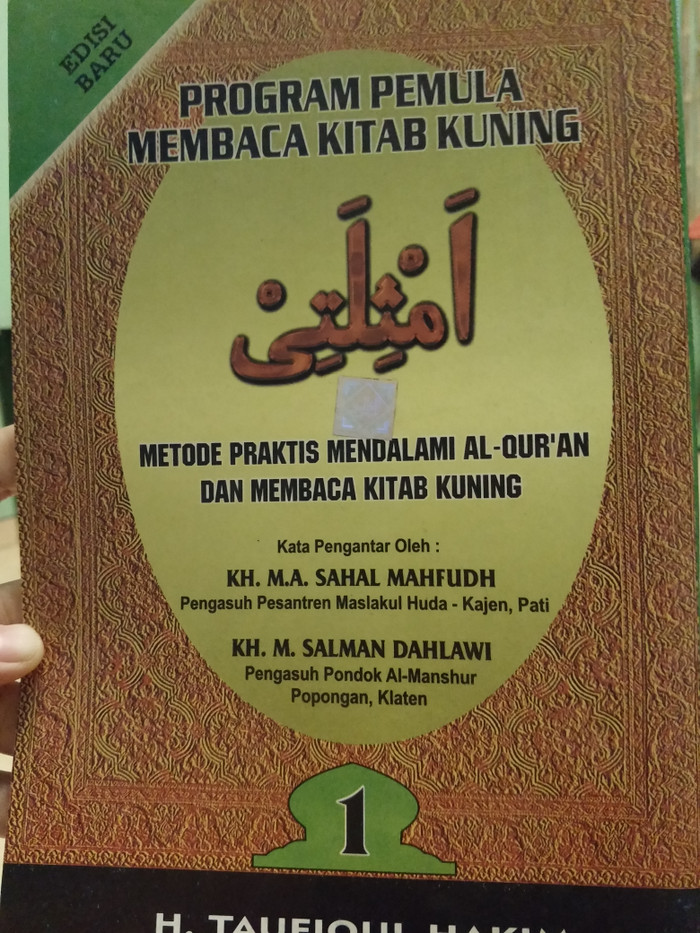 EDISI
BARU
PROGRAM PEMULA
MEMBACA KITAB KUNING
اَمْثِلَتِيْ
METODE PRAKTIS MENDALAMI AL-QUR'AN
DAN MEMBACA KITAB KUNING
Kata Pengantar Oleh :
KH. M.A. SAHAL MAHFUDH
Pengasuh Pesantren Maslakul Huda - Kajen, Pati
KH. M. SALMAN DAHLAWI
Pengasuh Pondok Al-Manshur
Popongan, Klaten
1
H. TAUFIQUL HAKIM